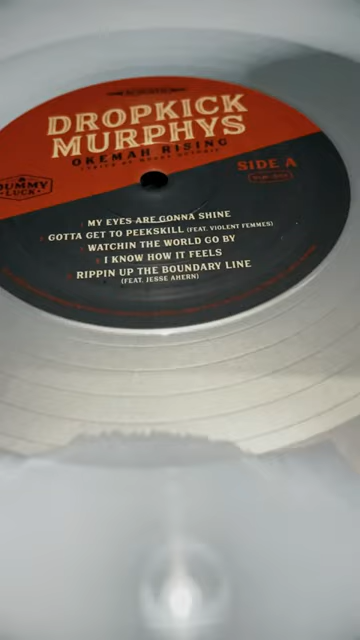 DROPKICK
MURPHYS
OKEMAH RISING
SIDE A
DUMMY
LUCK
MY EYES ARE GONNA SHINE
GOTTA GET TO PEEKSKILL (FEAT. VIOLENT FEMMES)
WATCHIN THE WORLD GO BY
I KNOW HOW IT FEELS
RIPPIN UP THE BOUNDARY LINE
(FEAT. JESSE AHERN)